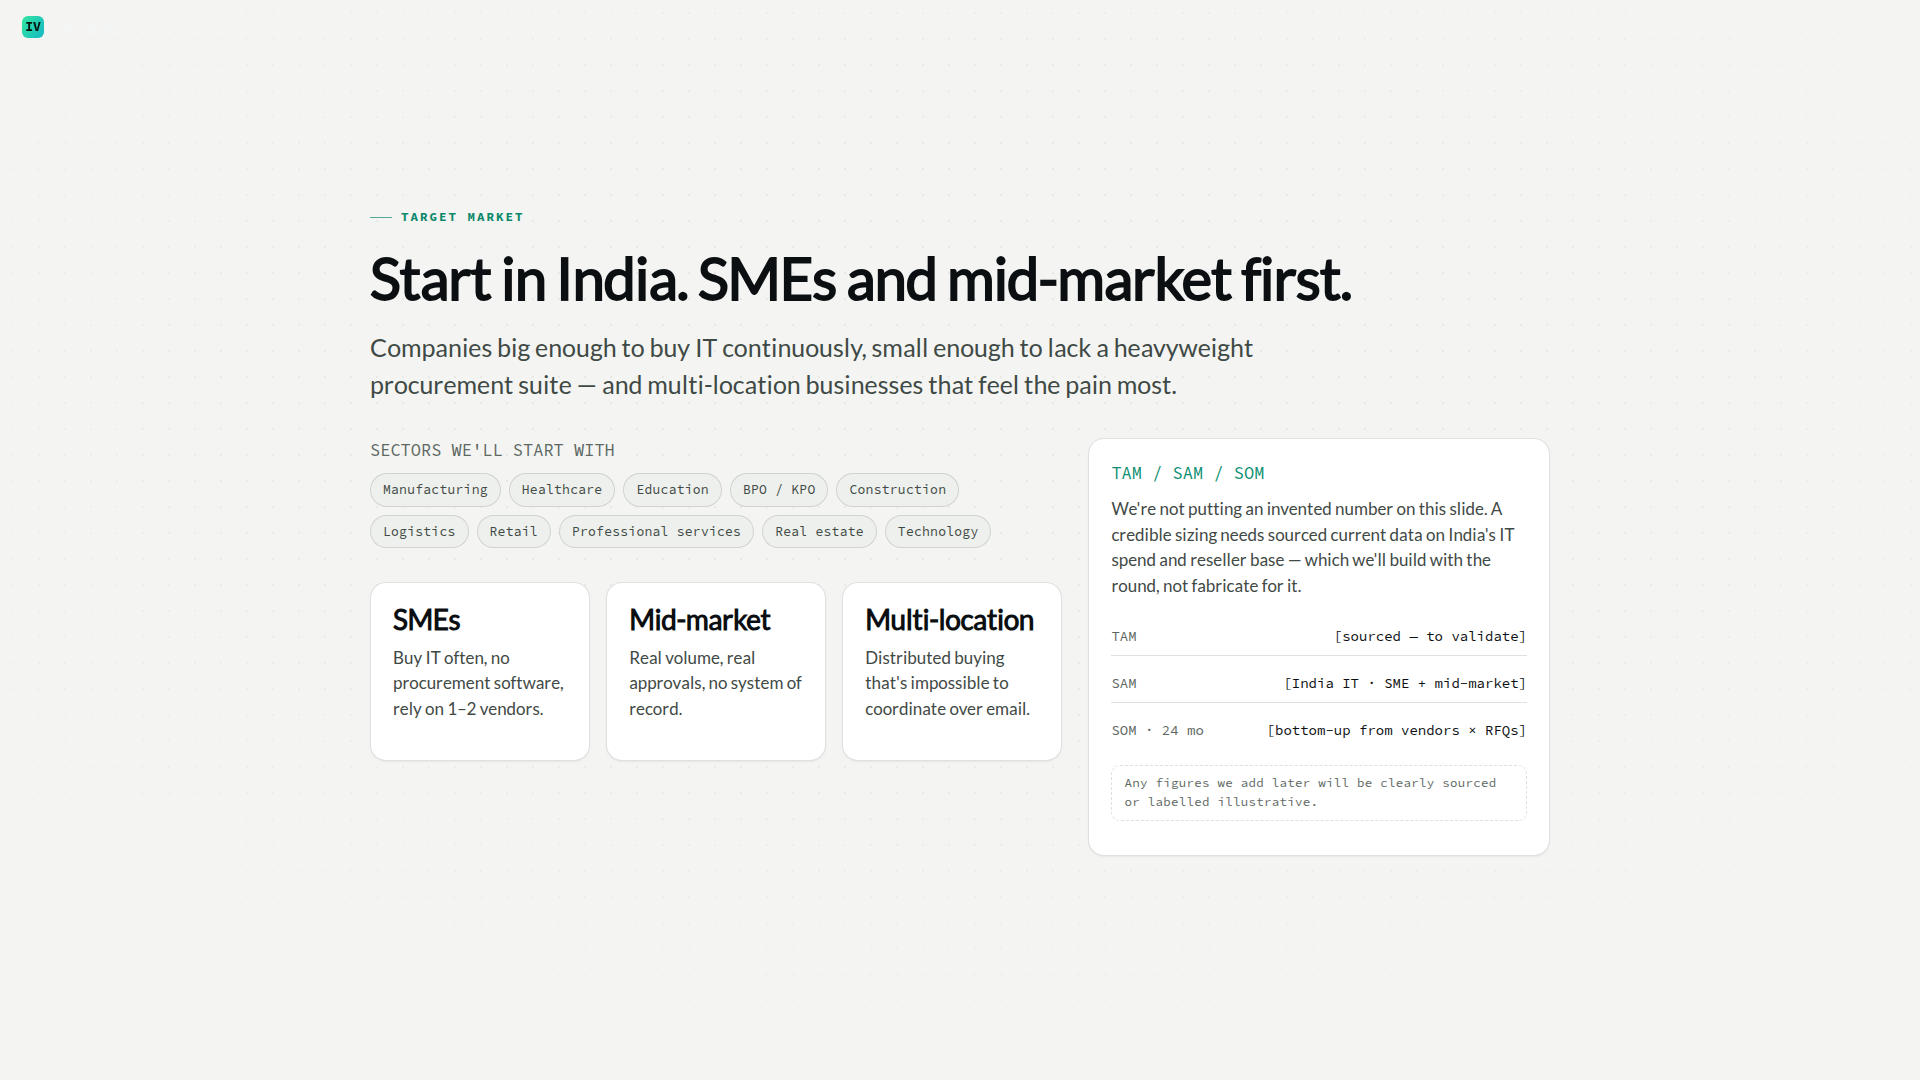 IV
TARGET MARKET
Start in India. SMEs and mid-market first.
Companies big enough to buy IT continuously, small enough to lack a heavyweight
procurement suite — and multi-location businesses that feel the pain most.
SECTORS WE'LL START WITH
Manufacturing
Healthcare
Education
BPO / KPO
Construction
Logistics
Retail
Professional services
Real estate
Technology
SMEs
Buy IT often, no
procurement software,
rely on 1–2 vendors.
Mid-market
Real volume, real
approvals, no system of
record.
Multi-location
Distributed buying
that's impossible to
coordinate over email.
TAM / SAM / SOM
We're not putting an invented number on this slide. A
credible sizing needs sourced current data on India's IT
spend and reseller base — which we'll build with the
round, not fabricate for it.
TAM [sourced — to validate]
SAM [India IT · SME + mid-market]
SOM · 24 mo [bottom-up from vendors × RFQs]
Any figures we add later will be clearly sourced
or labelled illustrative.